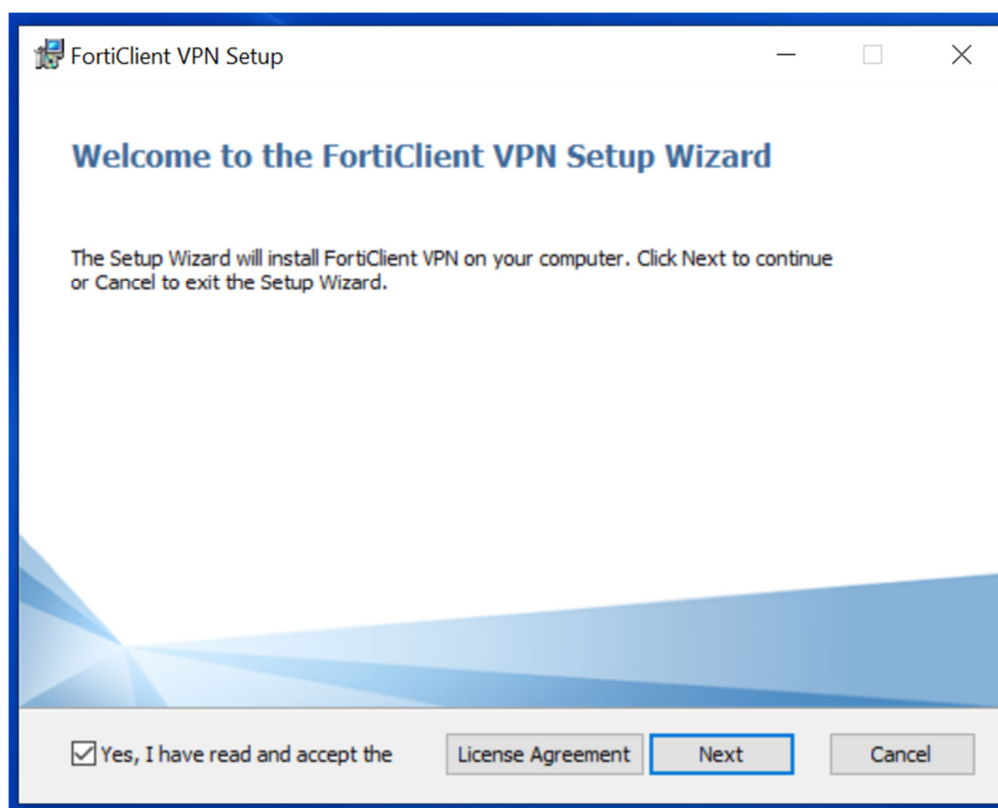 FortiClient VPN Setup
Welcome to the FortiClient VPN Setup Wizard
The Setup Wizard will install FortiClient VPN on your computer. Click Next to continue
or Cancel to exit the Setup Wizard.
Yes, I have read and accept the License Agreement Next Cancel